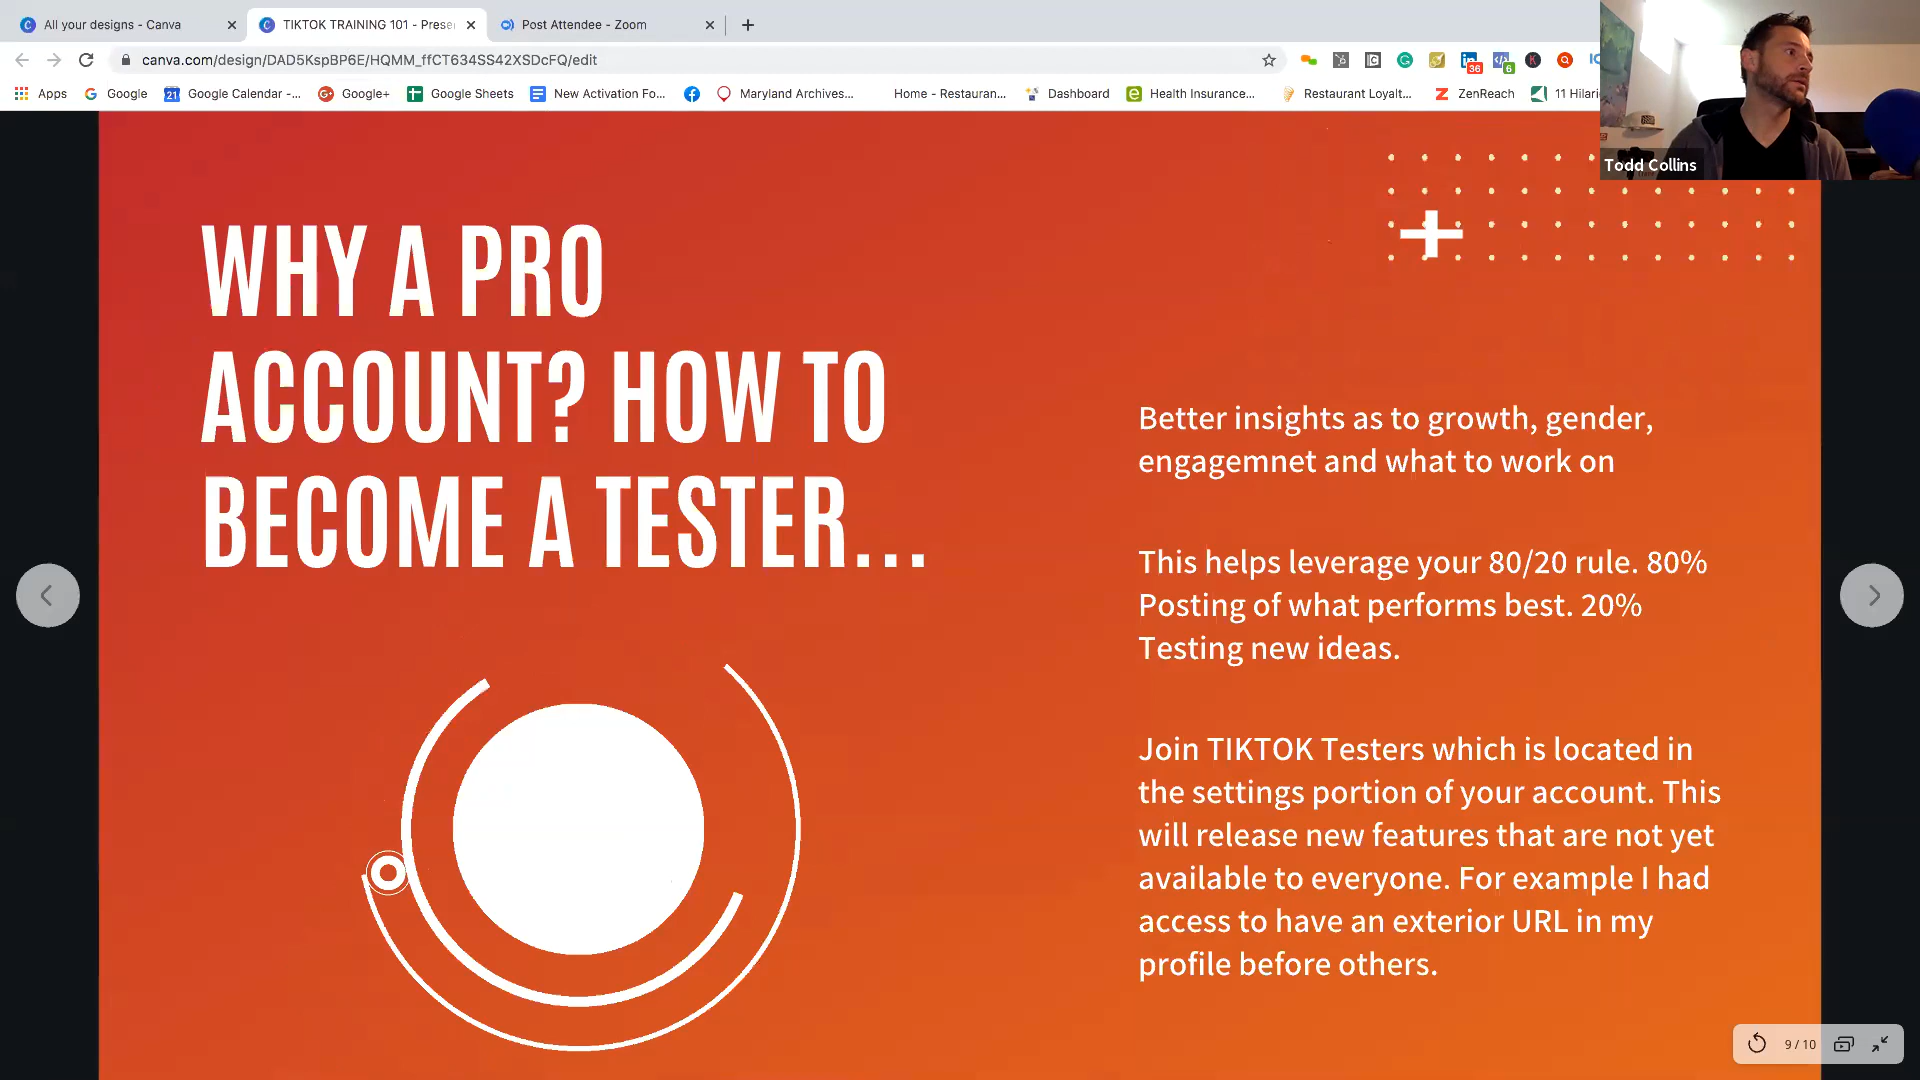 All your designs - Canva
TIKTOK TRAINING 101 - Prese
Post Attendee - Zoom
canva.com/design/DAD5KspBP6E/HQMM_ffCT634SS42XSDcFQ/edit
36
6
Apps
Google
21
Google Calendar -...
Google+
Google Sheets
New Activation Fo...
Maryland Archives...
Home - Restauran...
Dashboard
Health Insurance...
Restaurant Loyalt...
ZenReach
11 Hilari
Todd Collins
WHY A PRO
ACCOUNT? HOW TO
BECOME A TESTER...
Better insights as to growth, gender,
engagemnet and what to work on
This helps leverage your 80/20 rule. 80%
Posting of what performs best. 20%
Testing new ideas.
Join TIKTOK Testers which is located in
the settings portion of your account. This
will release new features that are not yet
available to everyone. For example I had
access to have an exterior URL in my
profile before others.
9 / 10